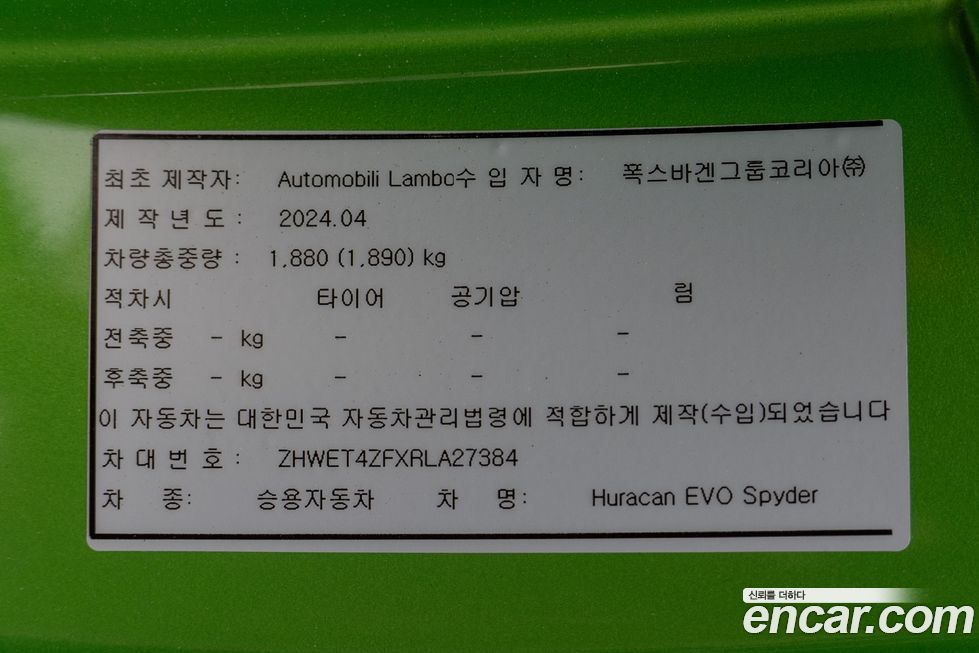 최초 제작자: Automobili Lambo수 입 자 명: 폭스바겐그룹코리아㈜
제 작 년 도 : 2024.04
차량총중량 : 1,880 (1,890) kg
적차시 타이어 공기압 림
전축중 - kg - - -
후축중 - kg - - -
이 자동차는 대한민국 자동차관리법령에 적합하게 제작(수입)되었습니다
차 대 번 호 : ZHWET4ZFXRLA27384
차 종: 승용자동차 차 명: Huracan EVO Spyder
신뢰를 더하다
encar.com